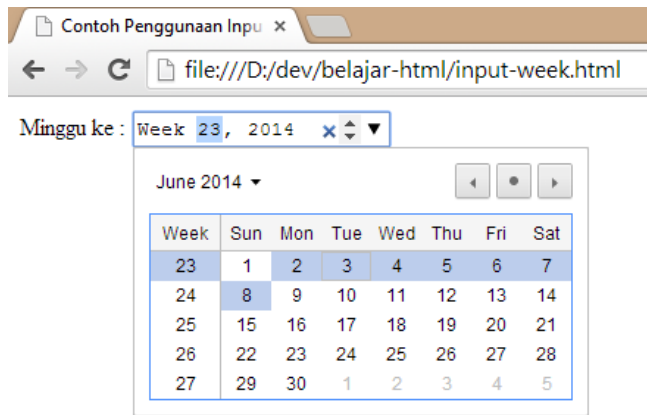 Contoh Penggunaan Inpu
file:///D:/dev/belajar-html/input-week.html
Minggu ke : Week 23, 2014
June 2014
Week Sun Mon Tue Wed Thu Fri Sat
23 1 2 3 4 5 6 7
24 8 9 10 11 12 13 14
25 15 16 17 18 19 20 21
26 22 23 24 25 26 27 28
27 29 30 1 2 3 4 5